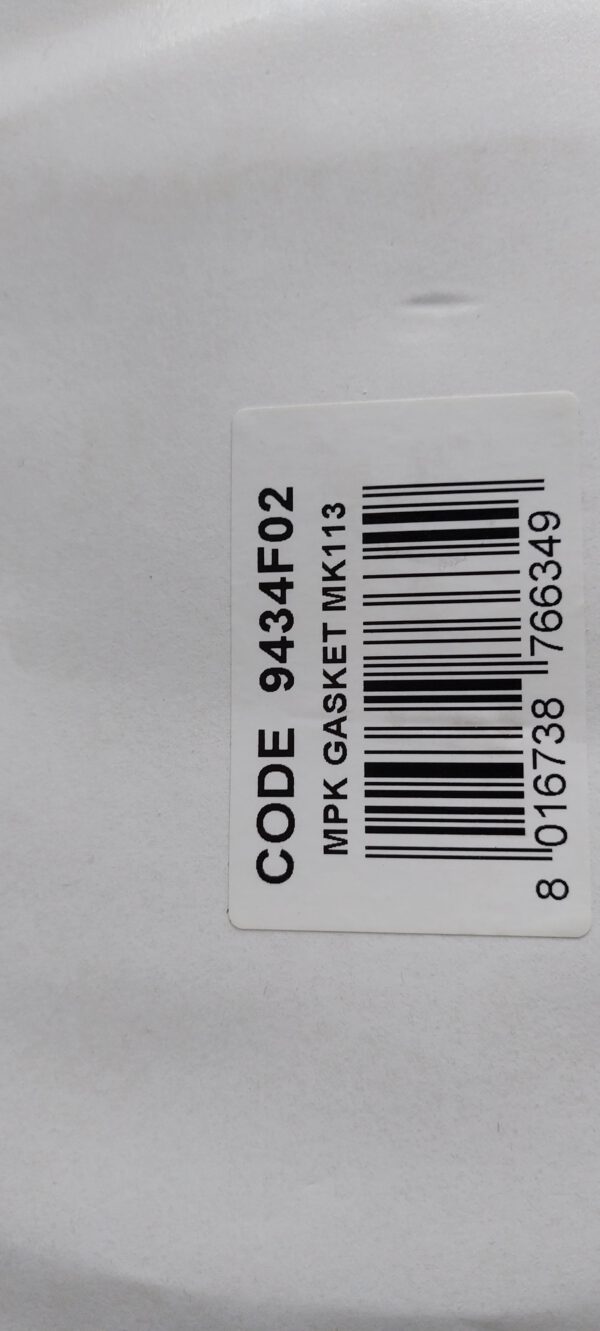 CODE 9434F02
MPK GASKET MK113
8 016738 766349